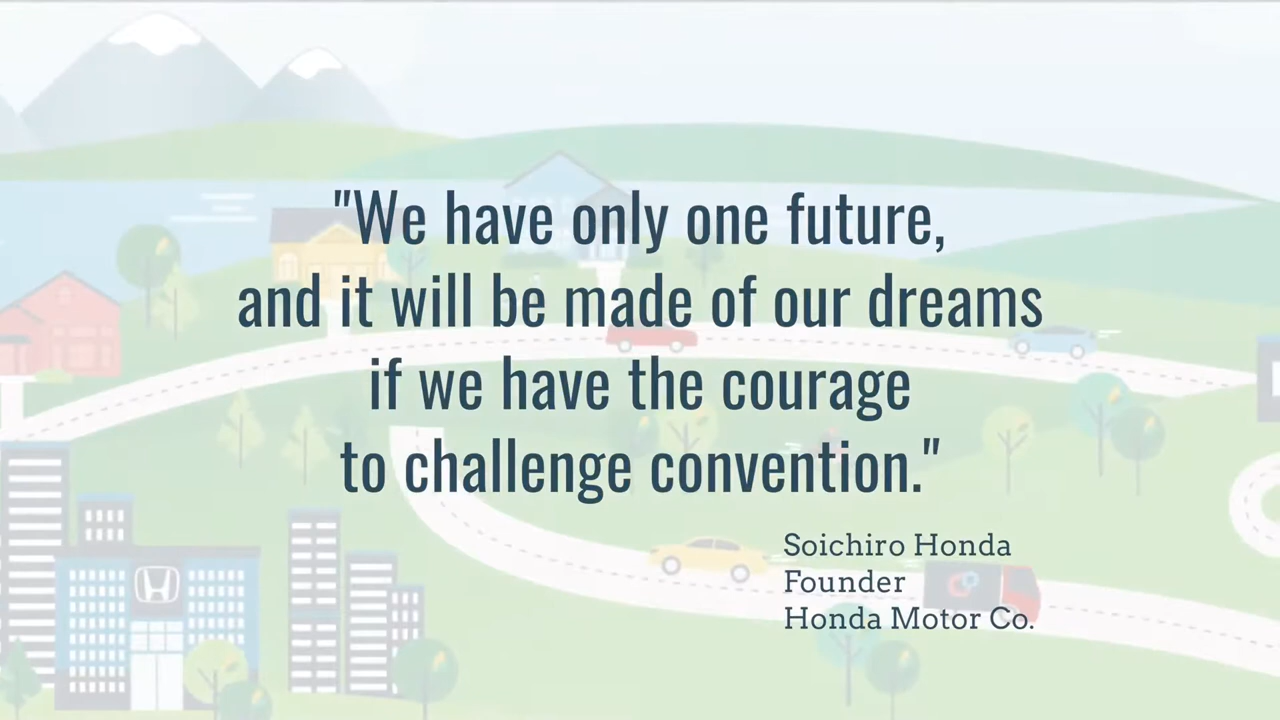 "We have only one future,
and it will be made of our dreams
if we have the courage
to challenge convention."
Soichiro Honda
Founder
Honda Motor Co.